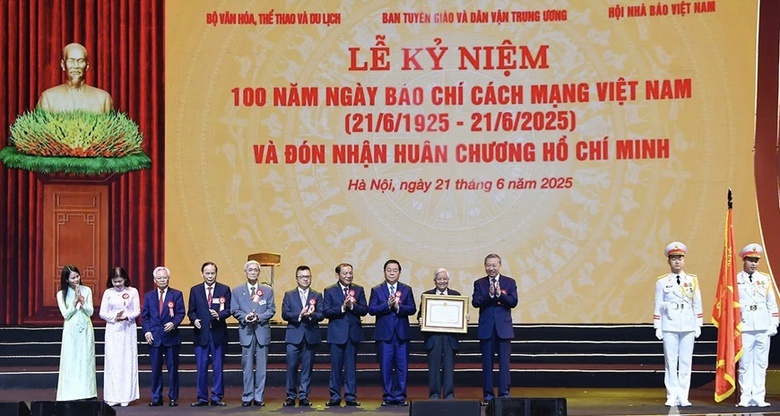 BỘ VĂN HÓA, THỂ THAO VÀ DU LỊCH
BAN TUYÊN GIÁO VÀ DÂN VẬN TRUNG ƯƠNG
HỘI NHÀ BÁO VIỆT NAM
LỄ KỶ NIỆM
100 NĂM NGÀY BÁO CHÍ CÁCH MẠNG VIỆT NAM
(21/6/1925 - 21/6/2025)
VÀ ĐÓN NHẬN HUÂN CHƯƠNG HỒ CHÍ MINH
Hà Nội, ngày 21 tháng 6 năm 2025